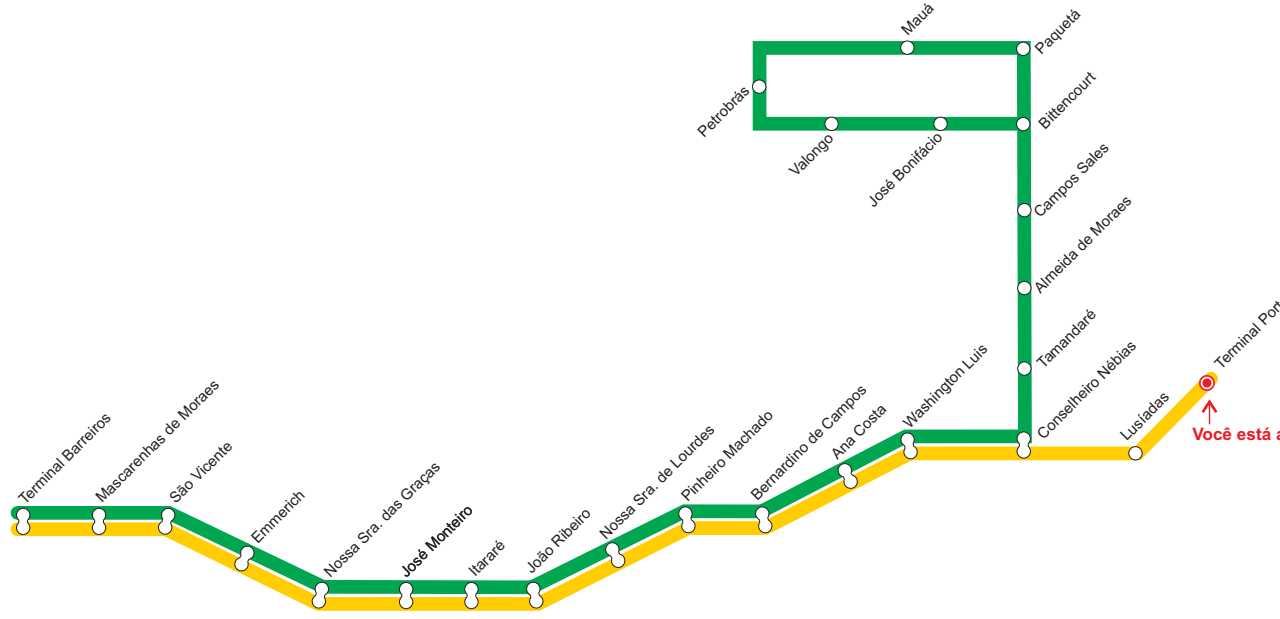 Mauá
Paquetá
Petrobrás
Bittencourt
Valongo
José Bonifácio
Campos Sales
Almeida de Moraes
Tamandaré
Terminal Port
Você está a
Lusíadas
Conselheiro Nébias
Washington Luis
Ana Costa
Bernardino de Campos
Pinheiro Machado
Nossa Sra. de Lourdes
João Ribeiro
Itararé
José Monteiro
Nossa Sra. das Graças
Emmerich
São Vicente
Mascarenhas de Moraes
Terminal Barreiros